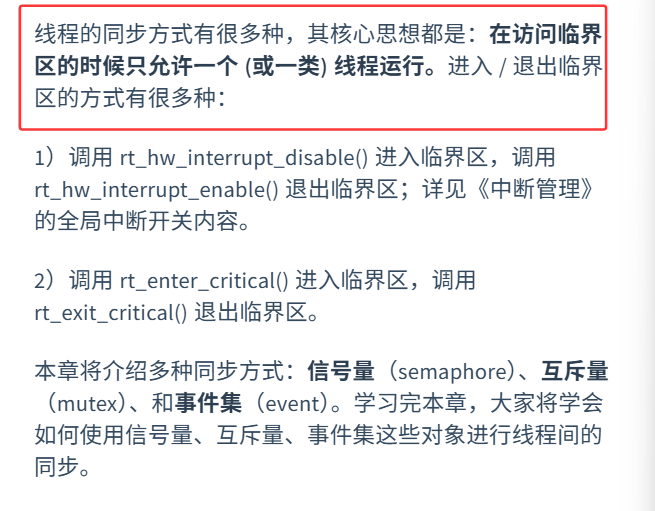 线程的同步方式有很多种，其核心思想都是：在访问临界
区的时候只允许一个 (或一类) 线程运行。进入 / 退出临界
区的方式有很多种：
1）调用 rt_hw_interrupt_disable() 进入临界区，调用
rt_hw_interrupt_enable() 退出临界区；详见《中断管理》
的全局中断开关内容。
2）调用 rt_enter_critical() 进入临界区，调用
rt_exit_critical() 退出临界区。
本章将介绍多种同步方式：信号量（semaphore）、互斥量
（mutex）、和事件集（event）。学习完本章，大家将学会
如何使用信号量、互斥量、事件集这些对象进行线程间的
同步。